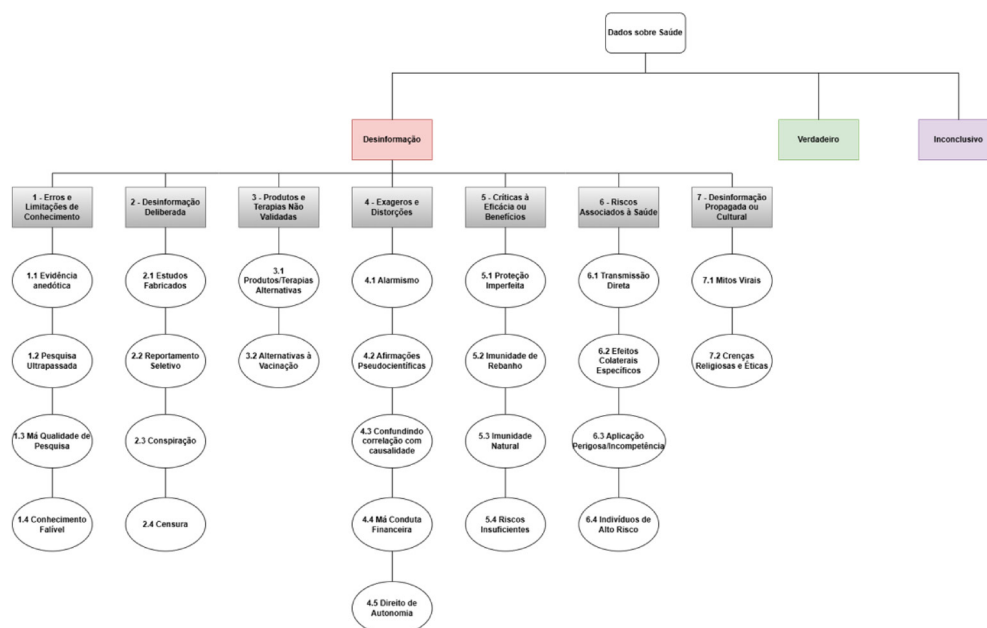 Dados sobre Saúde
Desinformação
Verdadeiro
Inconclusivo
1 - Erros e
Limitações de
Conhecimento
2 - Desinformação
Deliberada
3 - Produtos e
Terapias Não
Validadas
4 - Exageros e
Distorções
5 - Críticas à
Eficácia ou
Benefícios
6 - Riscos
Associados à Saúde
7 - Desinformação
Propagada ou
Cultural
1.1 Evidência
anedótica
2.1 Estudos
Fabricados
3.1
Produtos/Terapias
Alternativas
4.1 Alarmismo
5.1 Proteção
Imperfeita
6.1 Transmissão
Direta
7.1 Mitos Virais
1.2 Pesquisa
Ultrapassada
2.2 Reportamento
Seletivo
3.2 Alternativas à
Vacinação
4.2 Afirmações
Pseudocientíficas
5.2 Imunidade de
Rebanho
6.2 Efeitos
Colaterais
Específicos
7.2 Crenças
Religiosas e Éticas
1.3 Má Qualidade de
Pesquisa
2.3 Conspiração
4.3 Confundindo
correlação com
causalidade
5.3 Imunidade
Natural
6.3 Aplicação
Perigosa/Incompetência
1.4 Conhecimento
Falível
2.4 Censura
4.4 Má Conduta
Financeira
5.4 Riscos
Insuficientes
6.4 Indivíduos de
Alto Risco
4.5 Direito de
Autonomia